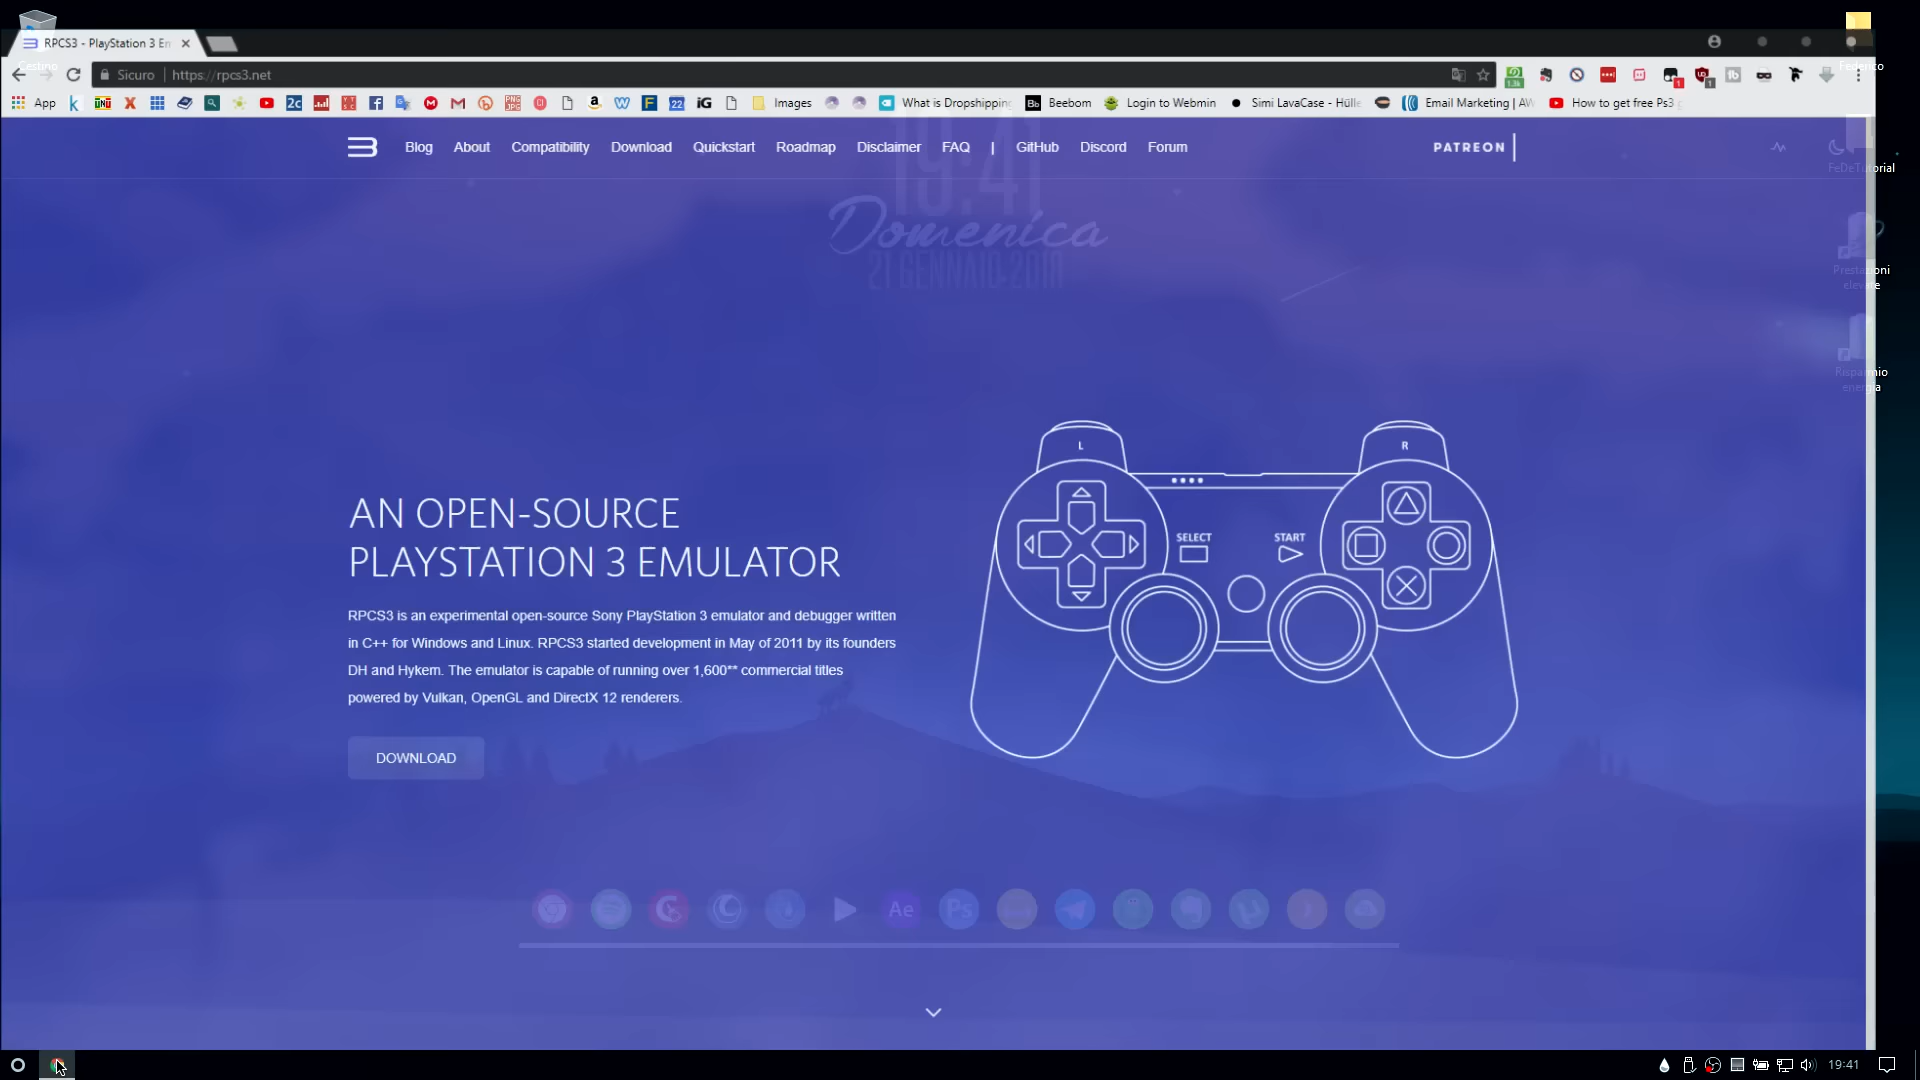 Cestino
RPCS3 - PlayStation 3 Em
Sicuro
https://rpcs3.net
Federico
App
Images
What is Dropshipping
Beebom
Login to Webmin
Simi LavaCase - Hülle
Email Marketing | AW
How to get free Ps3 g
Blog
About
Compatibility
Download
Quickstart
Roadmap
Disclaimer
FAQ
|
GitHub
Discord
Forum
PATREON
FeDeTutorial
19:41
Domenica
21 GENNAIO 2018
Prestazioni
elevate
Risparmio
energia
AN OPEN-SOURCE
PLAYSTATION 3 EMULATOR
RPCS3 is an experimental open-source Sony PlayStation 3 emulator and debugger written
in C++ for Windows and Linux. RPCS3 started development in May of 2011 by its founders
DH and Hykem. The emulator is capable of running over 1,600** commercial titles
powered by Vulkan, OpenGL and DirectX 12 renderers.
DOWNLOAD
L
R
SELECT
START
Ae
Ps
19:41